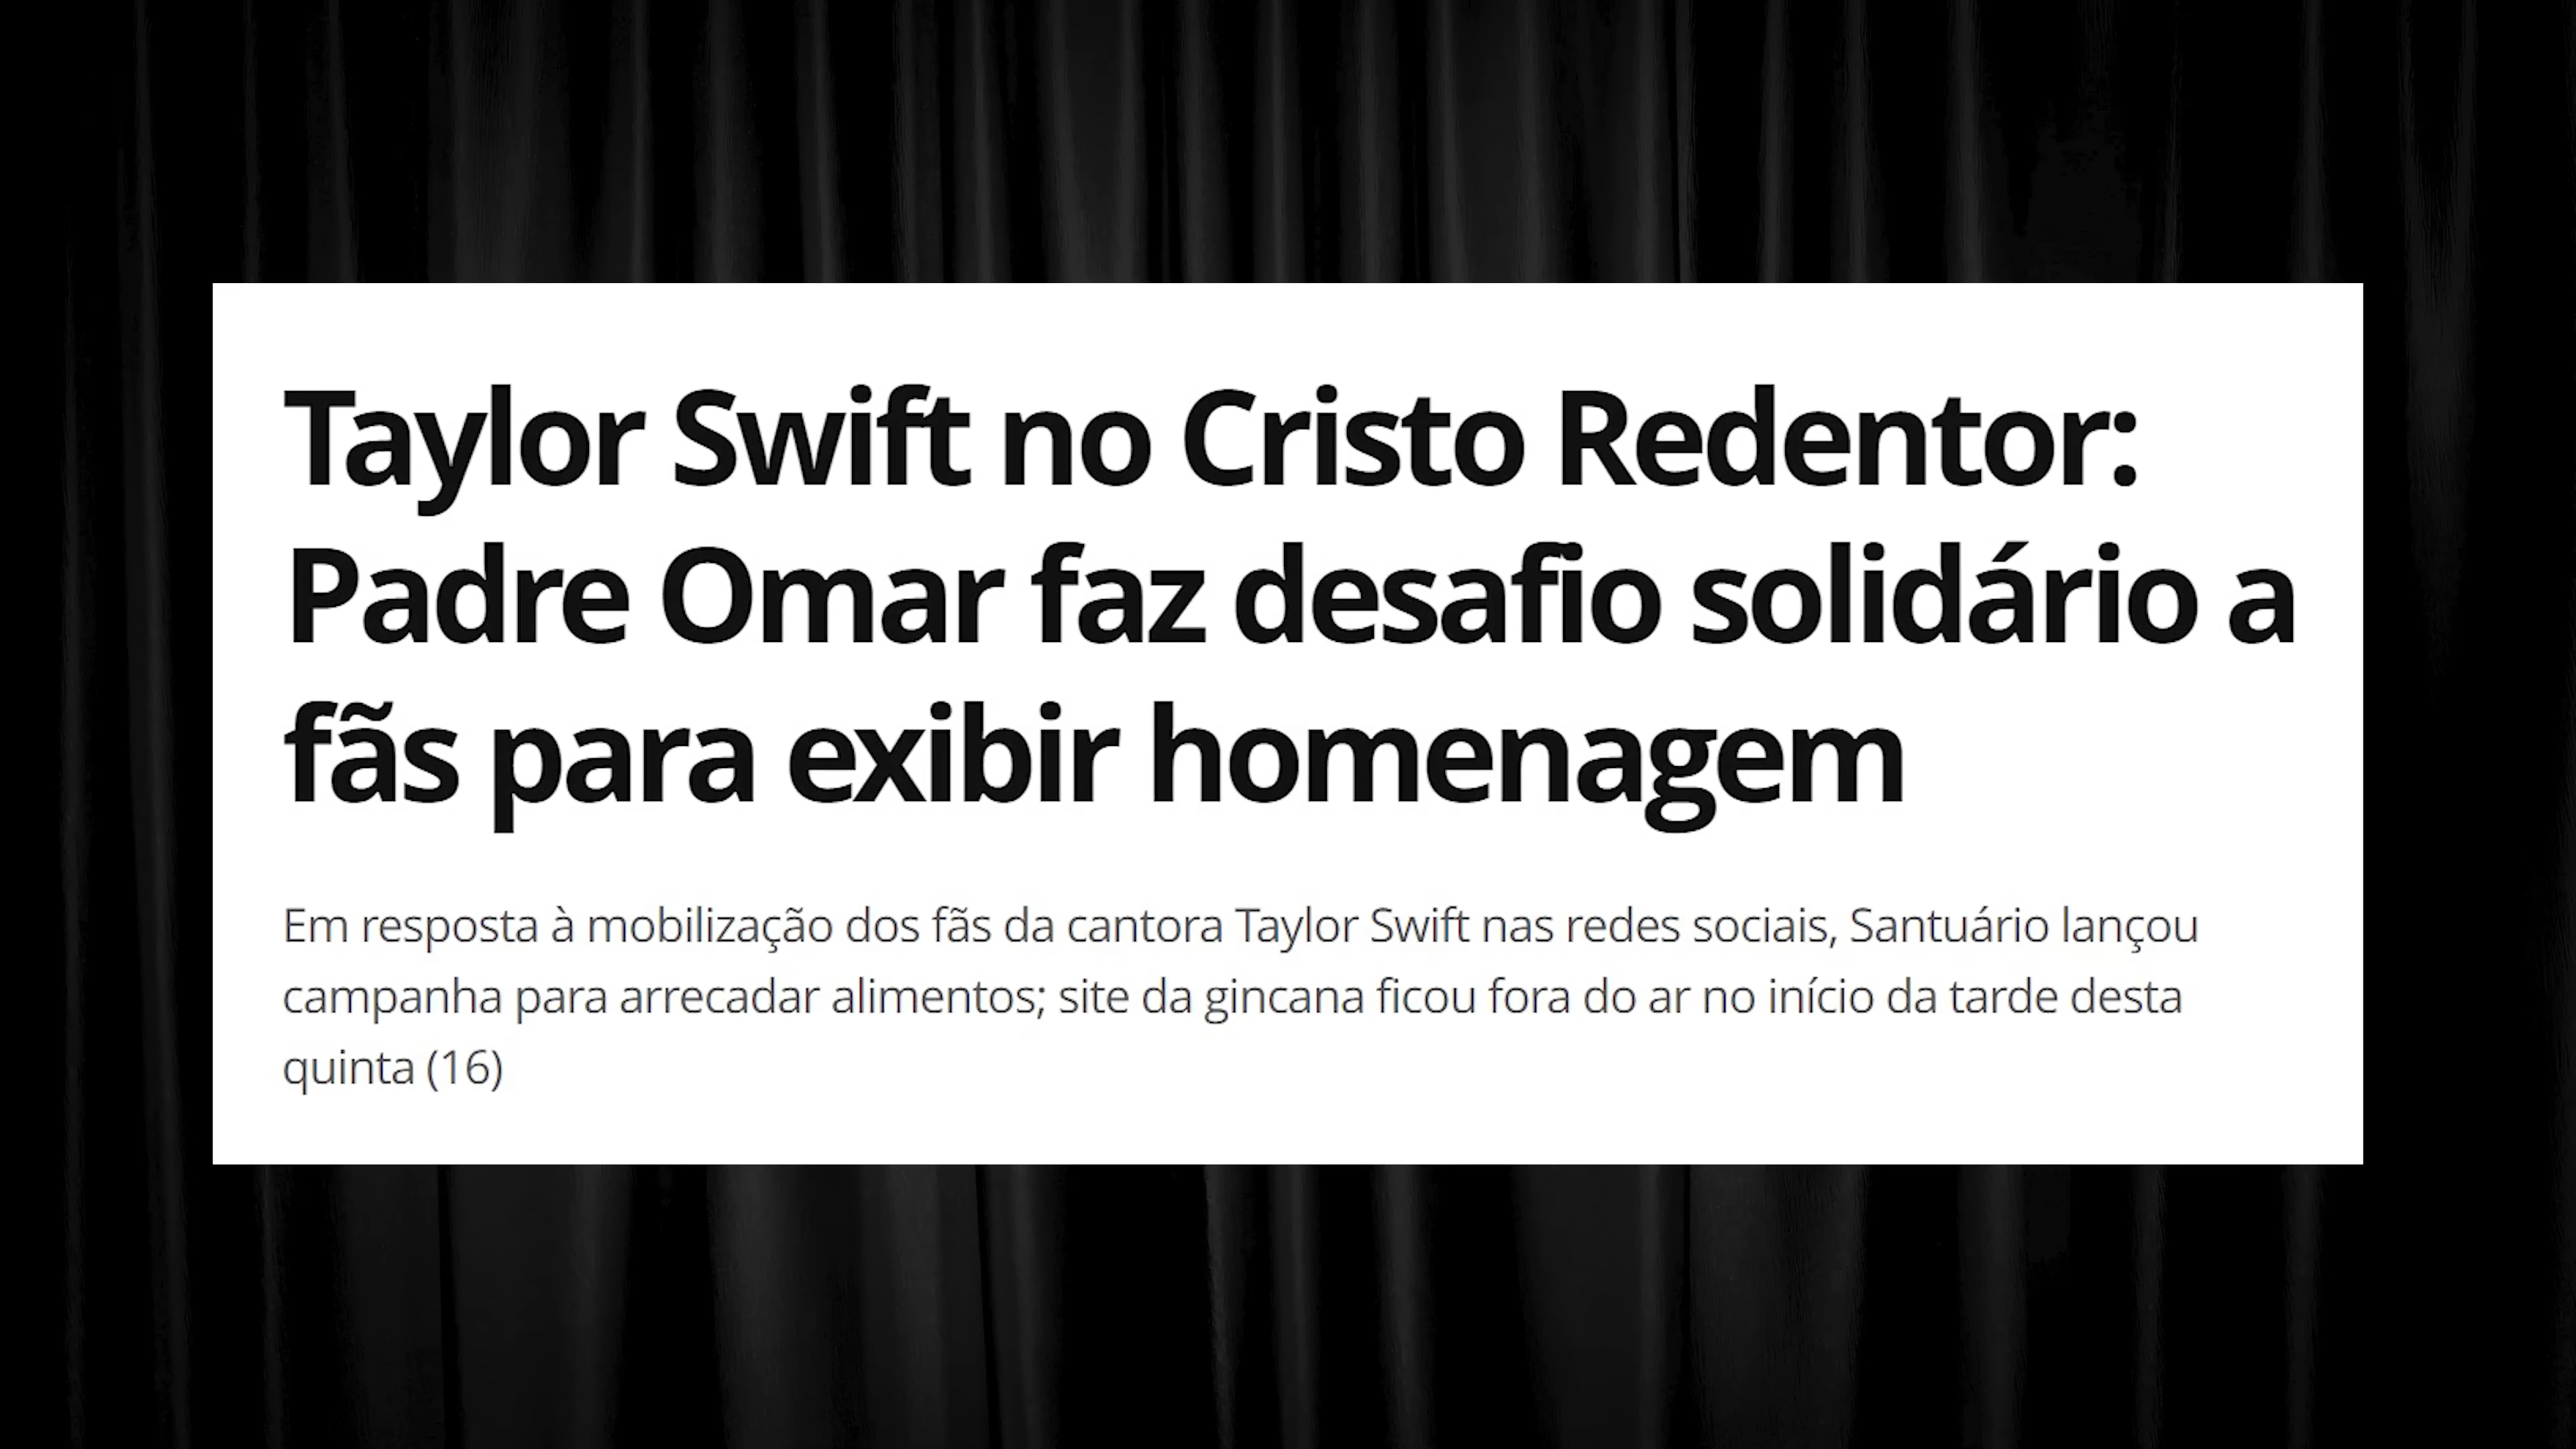 Taylor Swift no Cristo Redentor:
Padre Omar faz desafio solidário a
fãs para exibir homenagem
Em resposta à mobilização dos fãs da cantora Taylor Swift nas redes sociais, Santuário lançou
campanha para arrecadar alimentos; site da gincana ficou fora do ar no início da tarde desta
quinta (16)